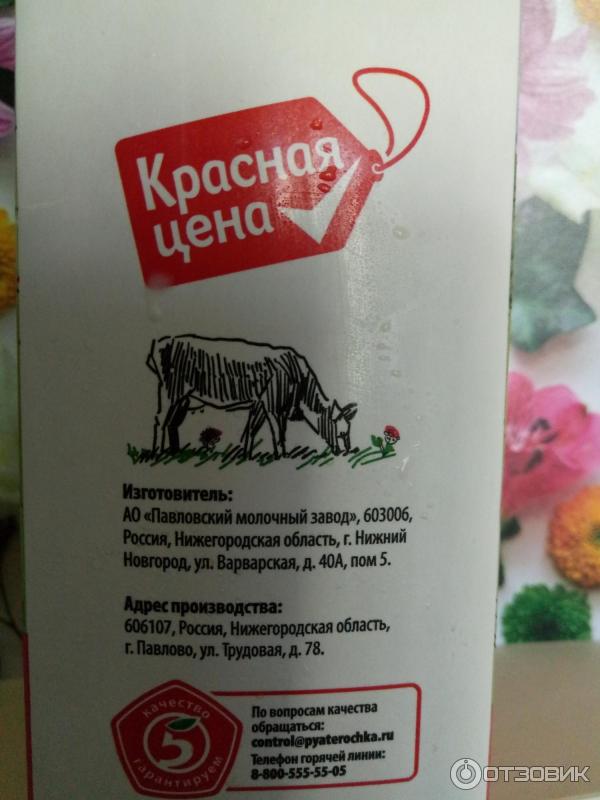 Красная
цена
Изготовитель:
АО «Павловский молочный завод», 603006,
Россия, Нижегородская область, г. Нижний
Новгород, ул. Варварская, д. 40А, пом 5.
Адрес производства:
606107, Россия, Нижегородская область,
г. Павлово, ул. Трудовая, д. 78.
качество
5
гарантируем
По вопросам качества
обращаться:
control@pyaterochka.ru
Телефон горячей линии:
8-800-555-55-05
ОТЗОВИК